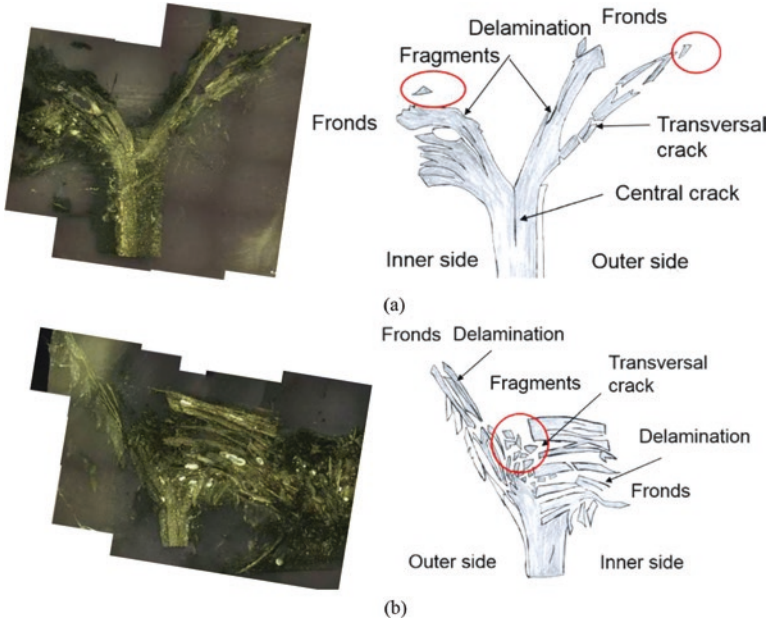 Fronds
Delamination
Fragments
Fronds
Transversal
crack
Central crack
Inner side
Outer side
(a)
Fronds
Delamination
Fragments
Transversal
crack
Delamination
Fronds
Outer side
Inner side
(b)